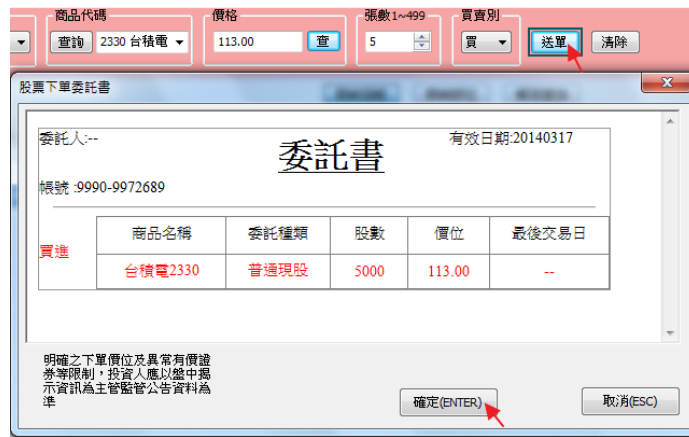 商品代碼 價格 張數1~499 買賣別
查詢 2330 台積電 113.00 查 5 買 送單 清除
股票下單委託書
委託人:-- 委託書 有效日期:20140317
帳號 :9990-9972689
買進
商品名稱 委託種類 股數 價位 最後交易日
台積電2330 普通現股 5000 113.00 --
明確之下單價位及異常有價證
券等限制，投資人應以盤中揭
示資訊為主管監管公告資料為
準
確定(ENTER) 取消(ESC)